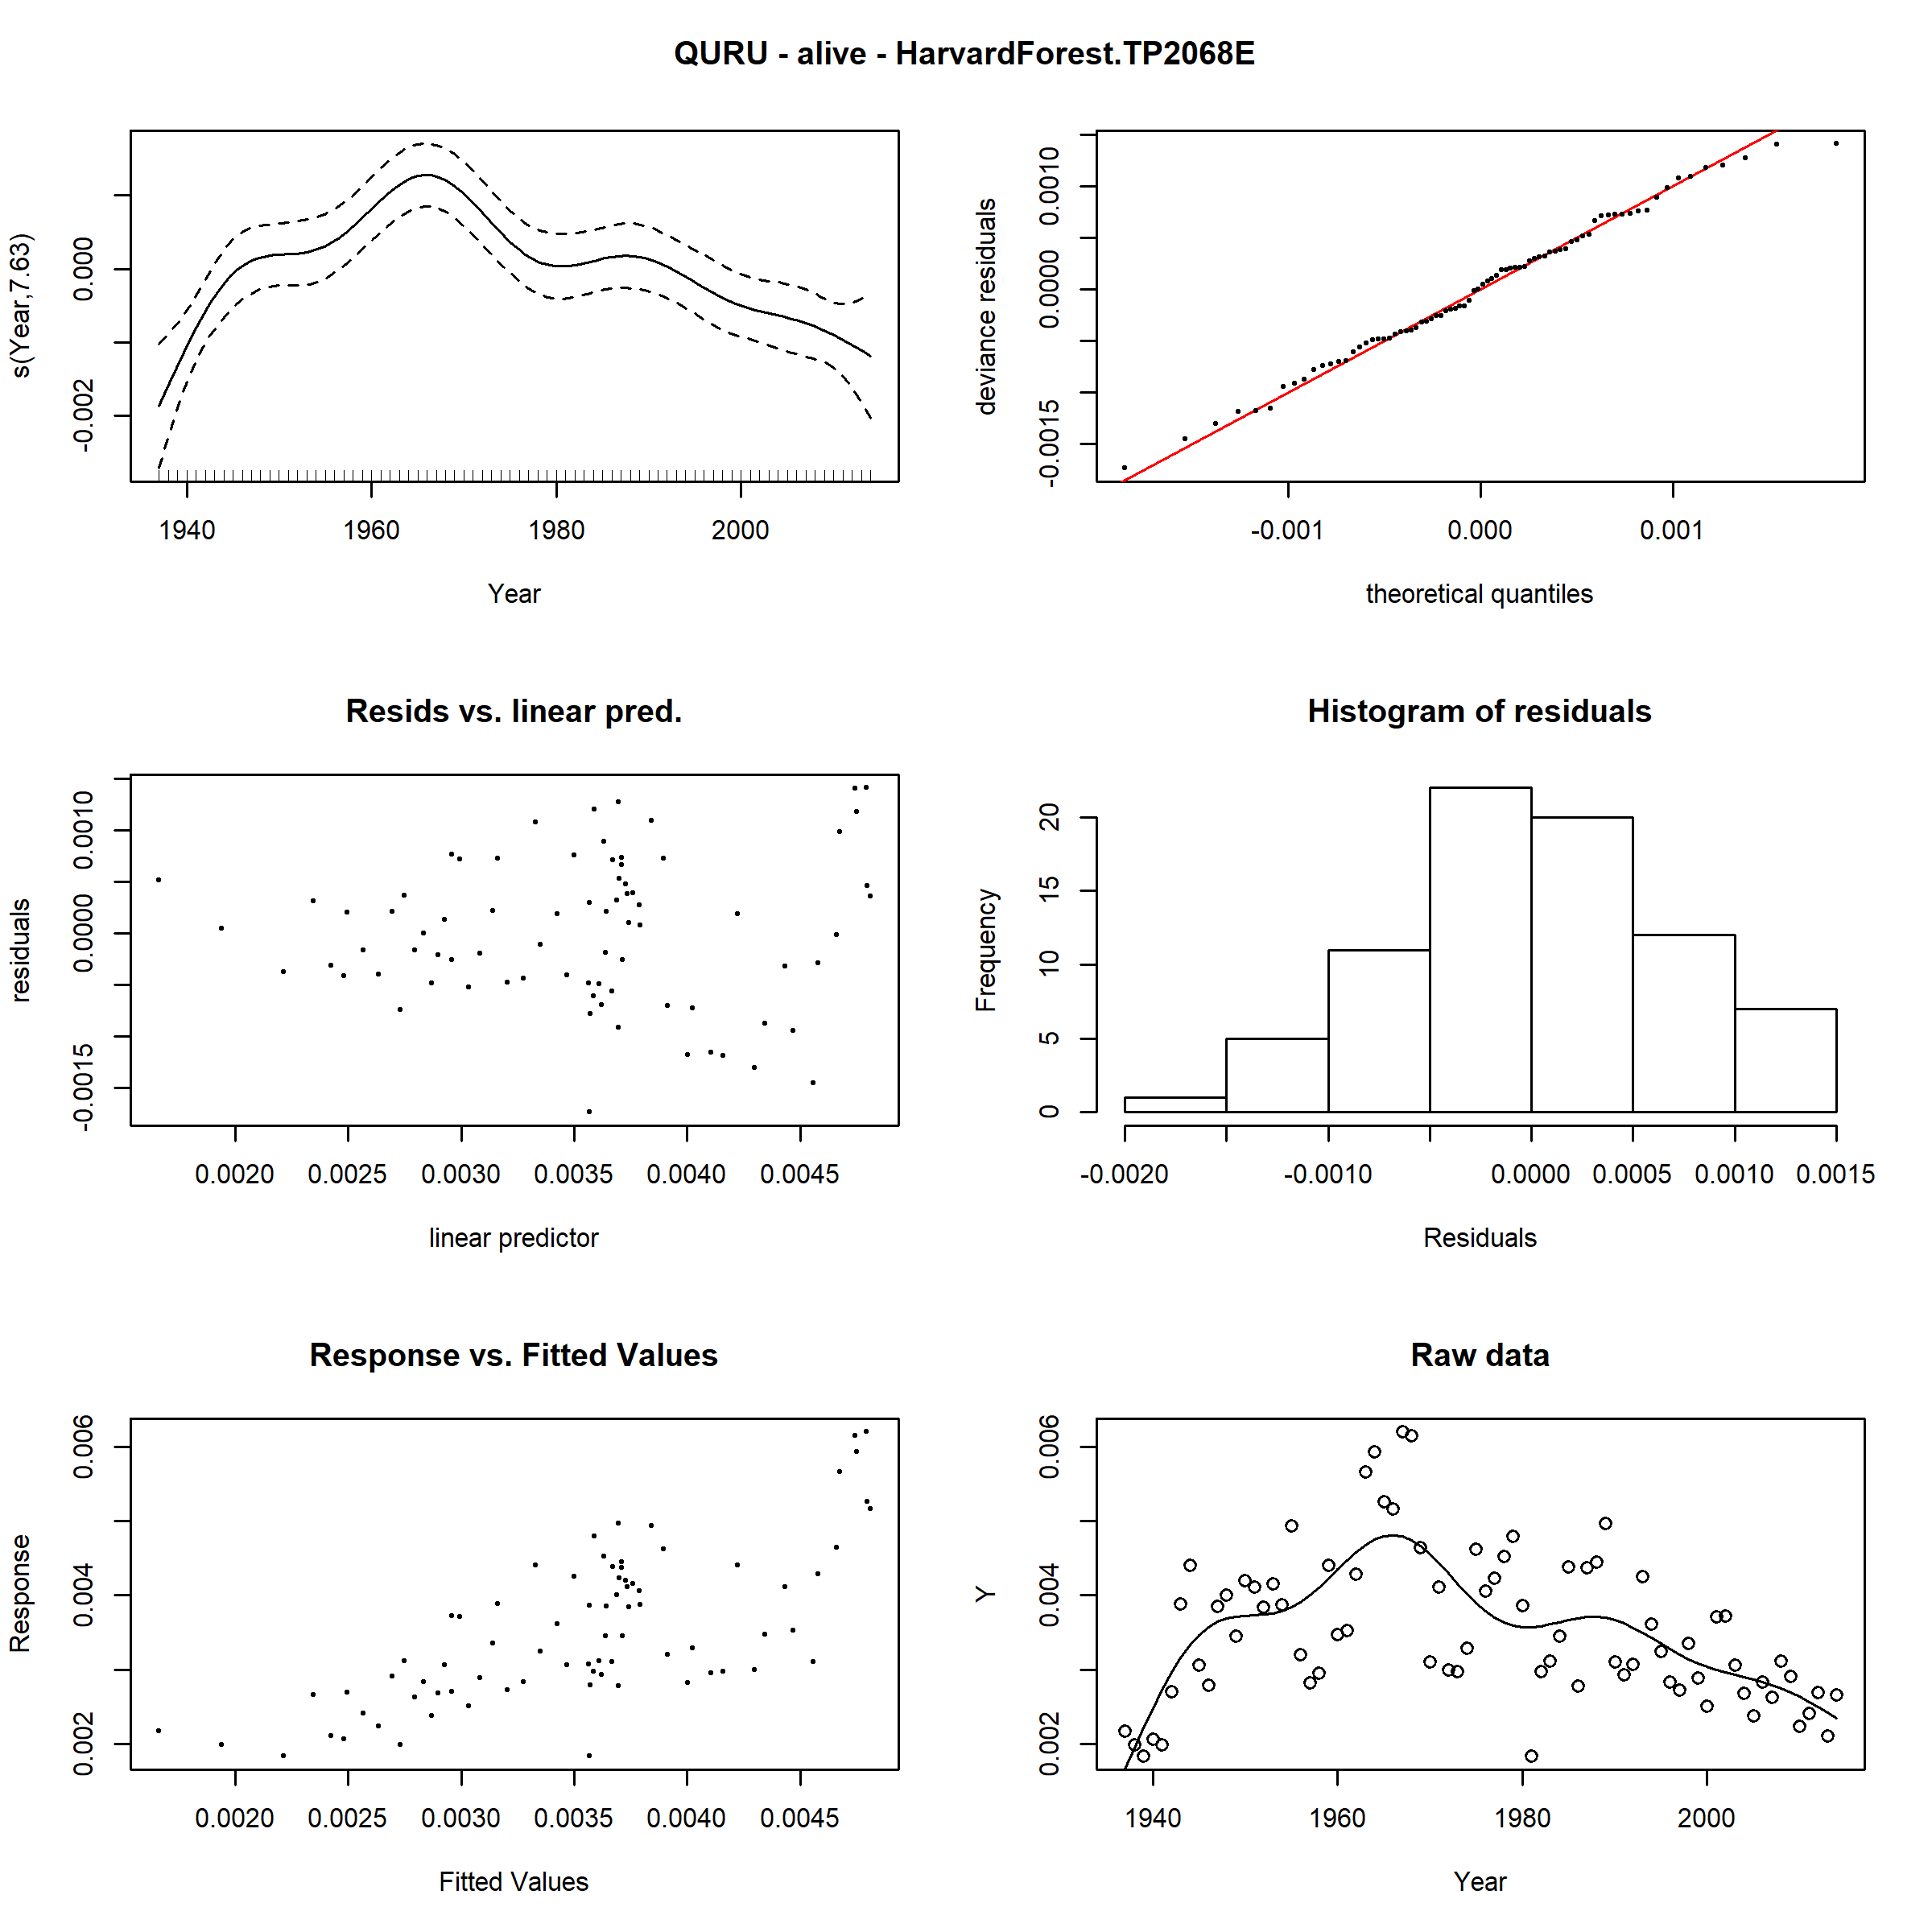 QURU - alive - HarvardForest.TP2068E
s(Year,7.63)
-0.002 0.000
1940 1960 1980 2000
Year
deviance residuals
-0.0015 0.0000 0.0010
-0.001 0.000 0.001
theoretical quantiles
Resids vs. linear pred.
residuals
-0.0015 0.0000 0.0010
0.0020 0.0025 0.0030 0.0035 0.0040 0.0045
linear predictor
Histogram of residuals
Frequency
0 5 10 15 20
-0.0020 -0.0010 0.0000 0.0005 0.0010 0.0015
Residuals
Response vs. Fitted Values
Response
0.002 0.004 0.006
0.0020 0.0025 0.0030 0.0035 0.0040 0.0045
Fitted Values
Raw data
Y
0.002 0.004 0.006
1940 1960 1980 2000
Year